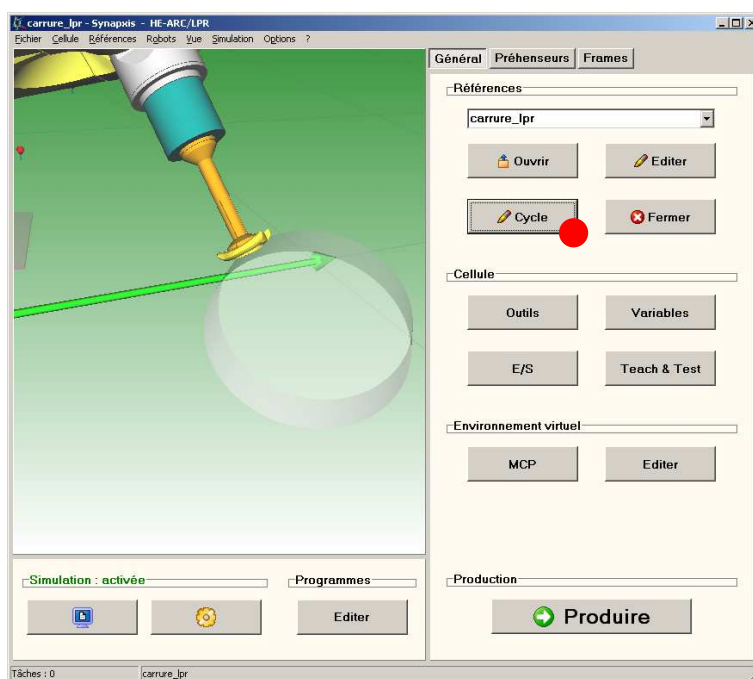 carrure_lpr - Synapxis - HE-ARC/LPR
Fichier Cellule Références Robots Vue Simulation Options ?
Général Préhenseurs Frames
Références
carrure_lpr
Ouvrir Editer
Cycle Fermer
Cellule
Outils Variables
E/S Teach & Test
Environnement virtuel
MCP Editer
Simulation : activée Programmes Production
Editer Produire
Tâches : 0 carrure_lpr